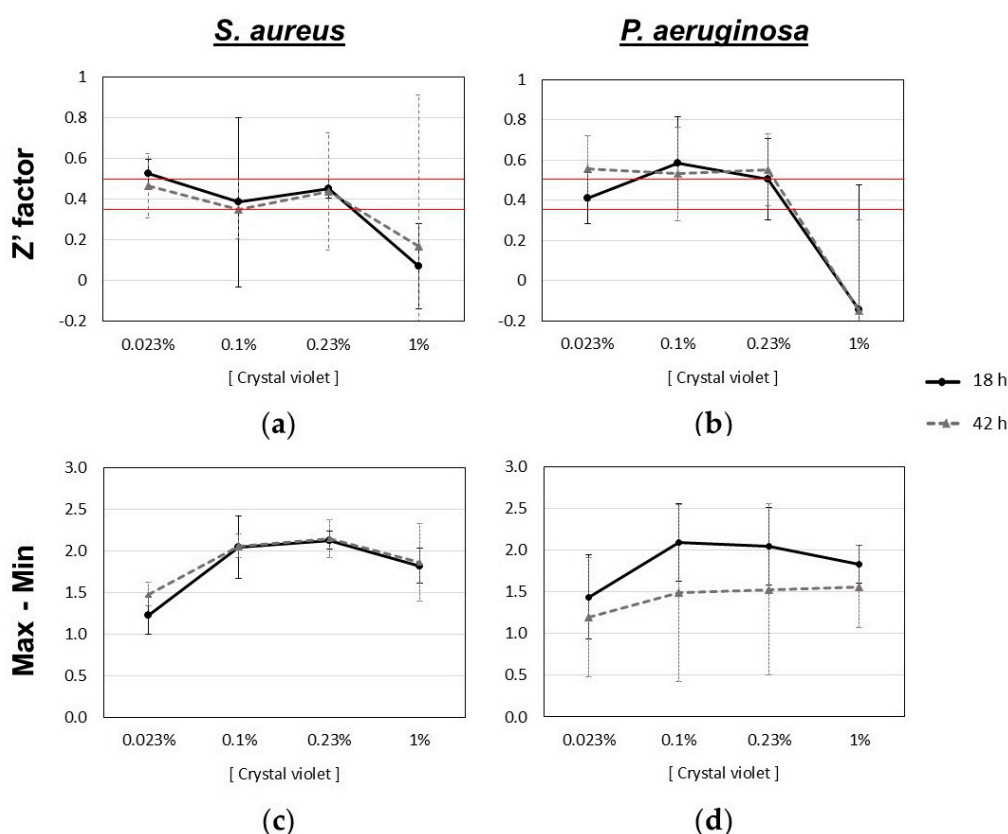 S. aureus
P. aeruginosa
Z' factor
1
0.8
0.6
0.4
0.2
0
-0.2
0.023% 0.1% 0.23% 1%
[ Crystal violet ]
(a)
1
0.8
0.6
0.4
0.2
0
-0.2
0.023% 0.1% 0.23% 1%
[ Crystal violet ]
(b)
18 h
42 h
Max - Min
3.0
2.5
2.0
1.5
1.0
0.5
0.0
0.023% 0.1% 0.23% 1%
[ Crystal violet ]
(c)
3.0
2.5
2.0
1.5
1.0
0.5
0.0
0.023% 0.1% 0.23% 1%
[ Crystal violet ]
(d)